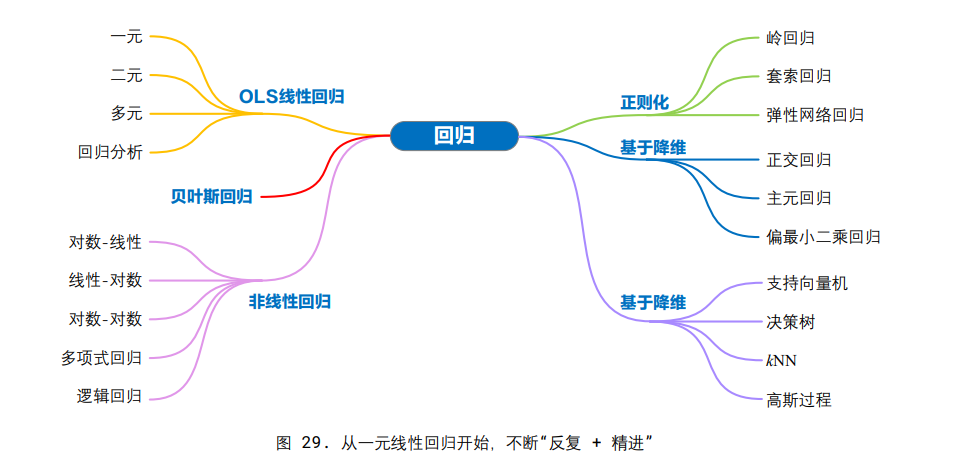 回归
OLS线性回归
一元
二元
多元
回归分析
贝叶斯回归
非线性回归
对数-线性
线性-对数
对数-对数
多项式回归
逻辑回归
正则化
岭回归
套索回归
弹性网络回归
基于降维
正交回归
主元回归
偏最小二乘回归
基于降维
支持向量机
决策树
kNN
高斯过程
图 29. 从一元线性回归开始，不断“反复 + 精进”